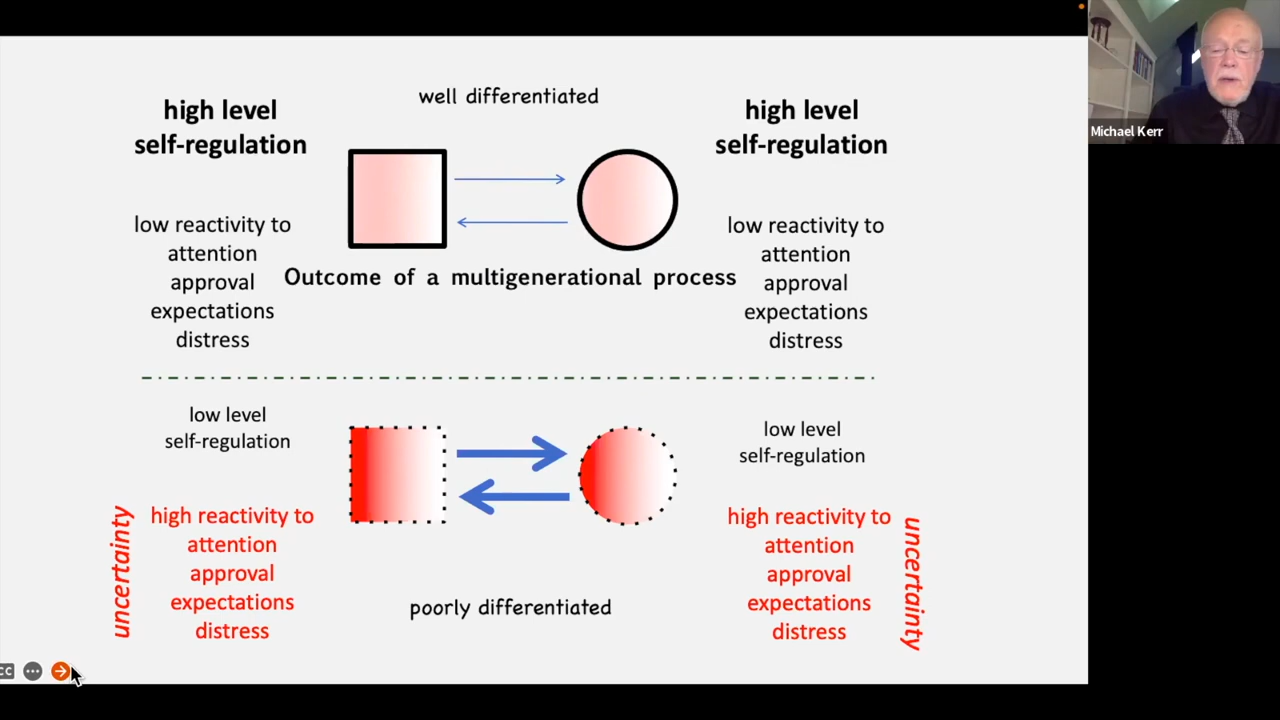 well differentiated
high level
self-regulation
high level
self-regulation
low reactivity to
attention
approval
expectations
distress
low reactivity to
attention
approval
expectations
distress
Outcome of a multigenerational process
low level
self-regulation
low level
self-regulation
uncertainty
high reactivity to
attention
approval
expectations
distress
high reactivity to
attention
approval
expectations
distress
uncertainty
poorly differentiated
CC
Michael Kerr